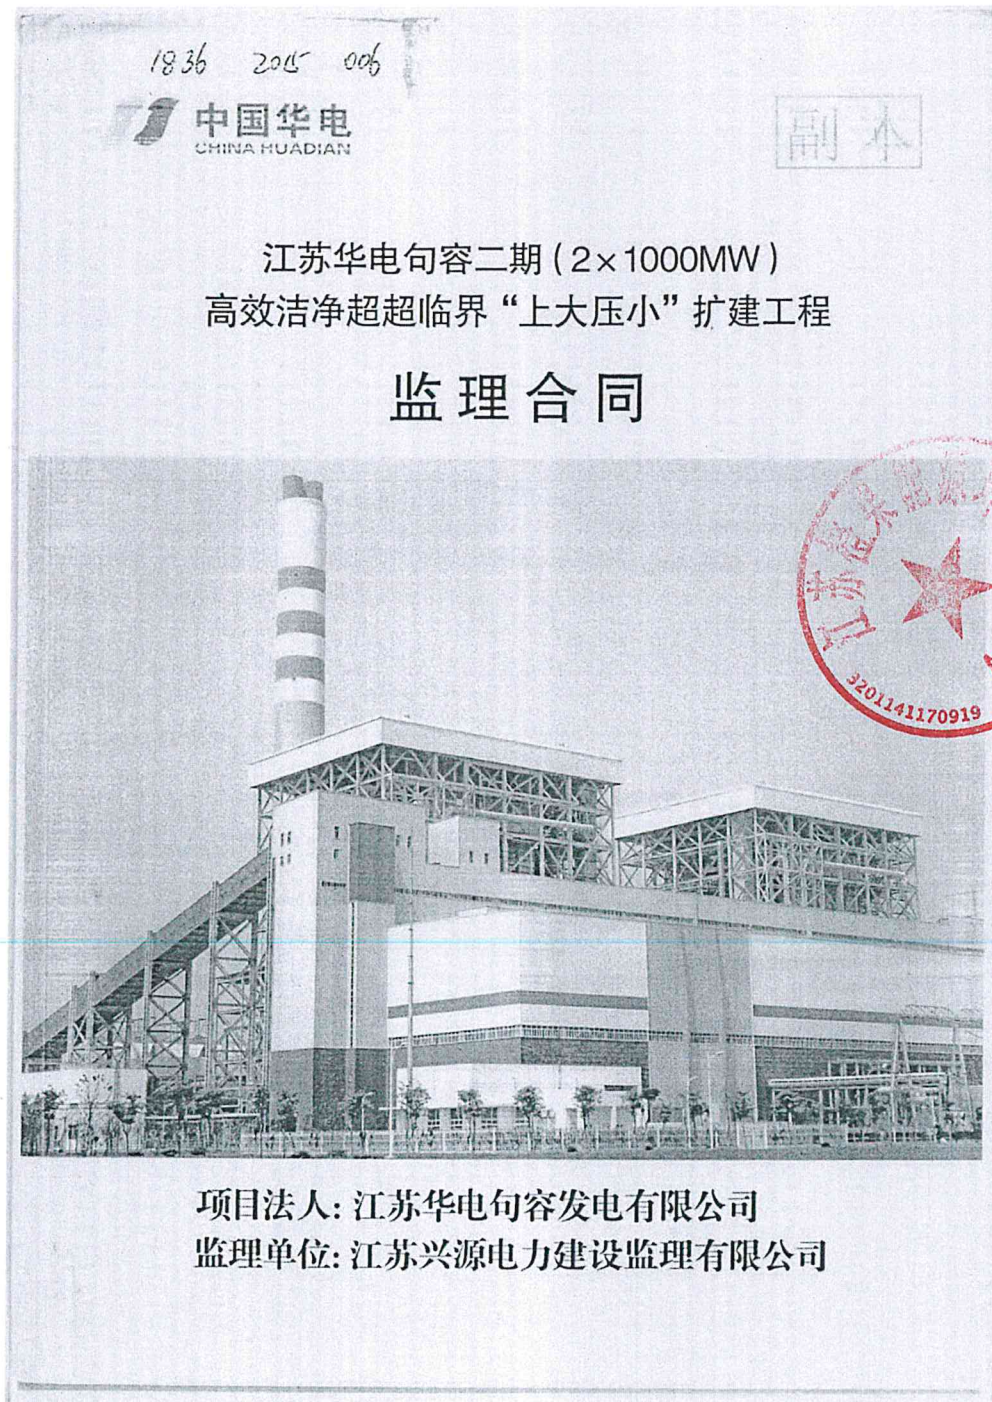 1836 2015 006
中国华电
CHINA HUADIAN
副 本
江苏华电句容二期(2×1000MW)
高效洁净超超临界“上大压小”扩建工程
监理合同
江苏 能源
3201141170919
项目法人: 江苏华电句容发电有限公司
监理单位: 江苏兴源电力建设监理有限公司